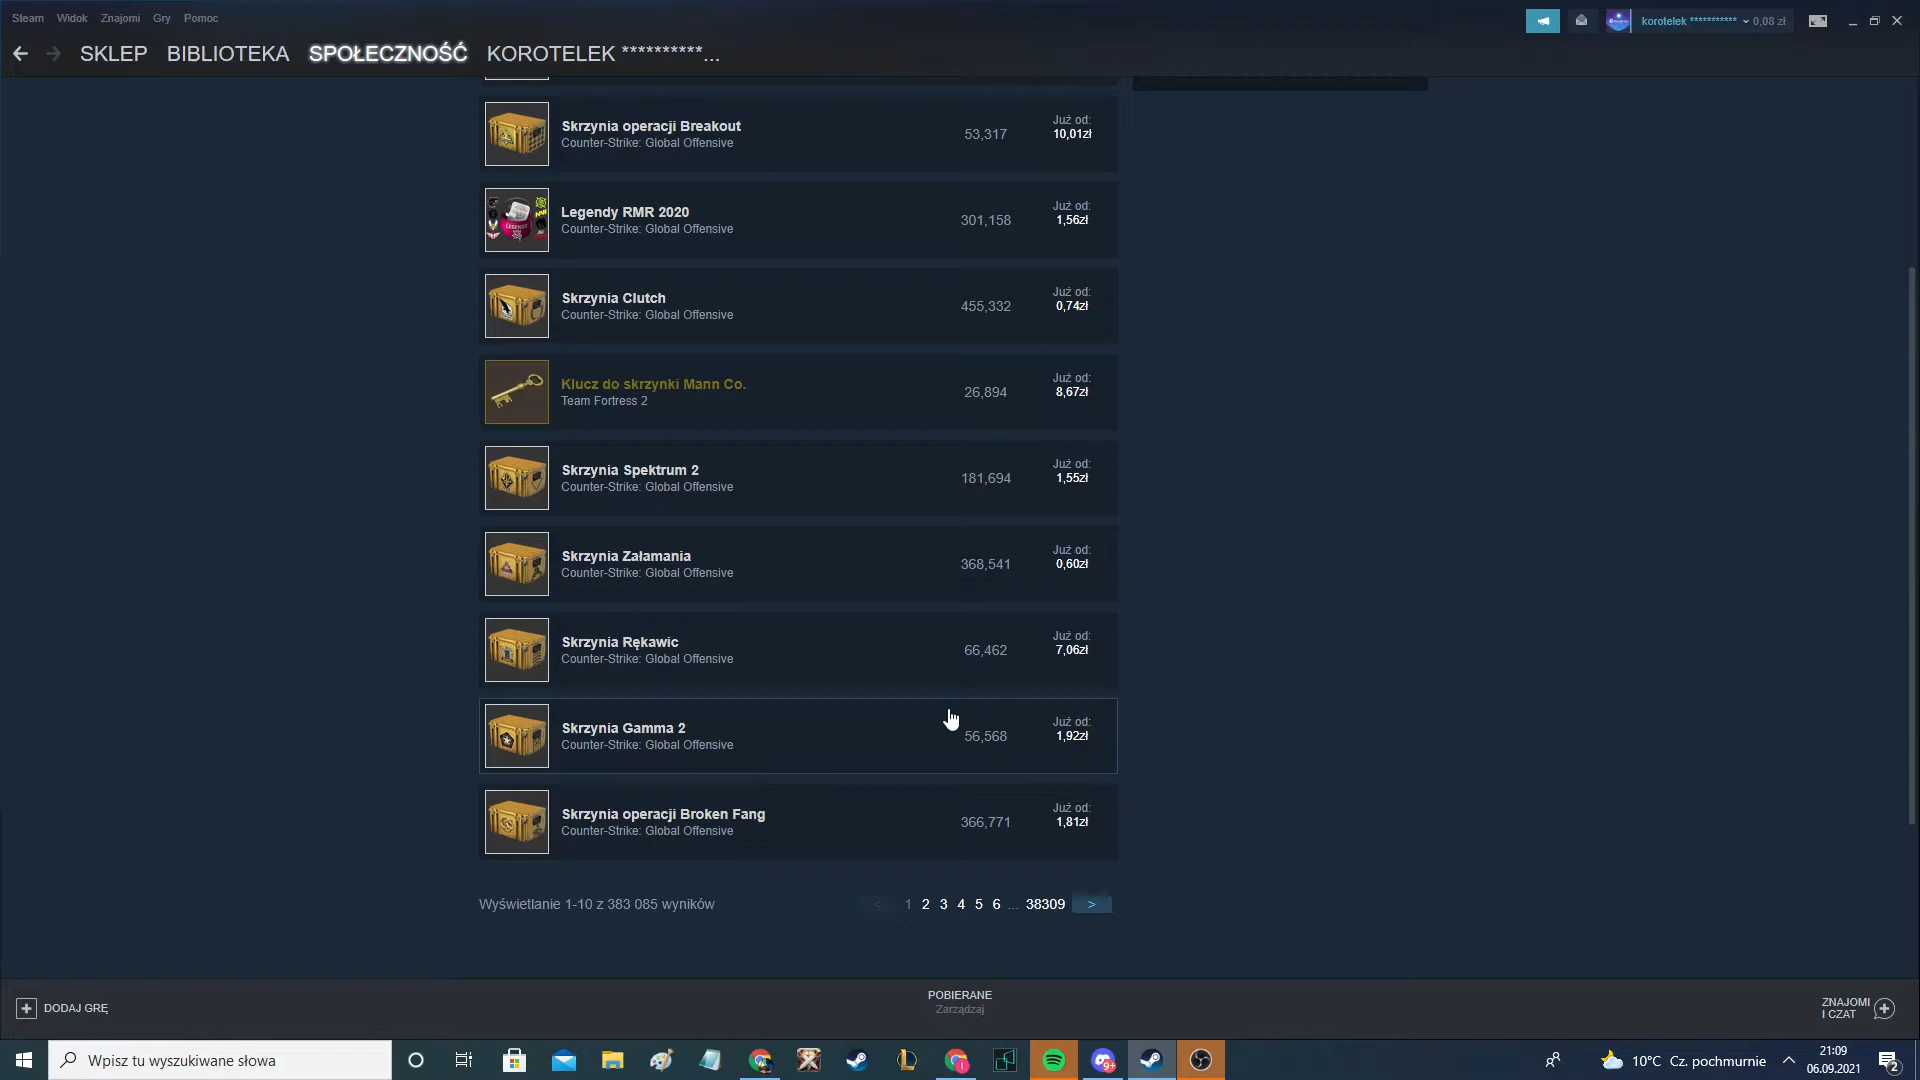 Steam Widok Znajomi Gry Pomoc
korotelek *********** 0,08 zł
SKLEP BIBLIOTEKA SPOŁECZNOŚĆ KOROTELEK **********...
Skrzynia operacji Breakout
Counter-Strike: Global Offensive
53,317
Już od:
10,01zł
Legendy RMR 2020
Counter-Strike: Global Offensive
301,158
Już od:
1,56zł
Skrzynia Clutch
Counter-Strike: Global Offensive
455,332
Już od:
0,74zł
Klucz do skrzynki Mann Co.
Team Fortress 2
26,894
Już od:
8,67zł
Skrzynia Spektrum 2
Counter-Strike: Global Offensive
181,694
Już od:
1,55zł
Skrzynia Załamania
Counter-Strike: Global Offensive
368,541
Już od:
0,60zł
Skrzynia Rękawic
Counter-Strike: Global Offensive
66,462
Już od:
7,06zł
Skrzynia Gamma 2
Counter-Strike: Global Offensive
56,568
Już od:
1,92zł
Skrzynia operacji Broken Fang
Counter-Strike: Global Offensive
366,771
Już od:
1,81zł
Wyświetlanie 1-10 z 383 085 wyników
< 1 2 3 4 5 6 ... 38309 >
DODAJ GRĘ
POBIERANE
Zarządzaj
ZNAJOMI
I CZAT
Wpisz tu wyszukiwane słowa
9+
10°C Cz. pochmurnie
21:09
06.09.2021
2